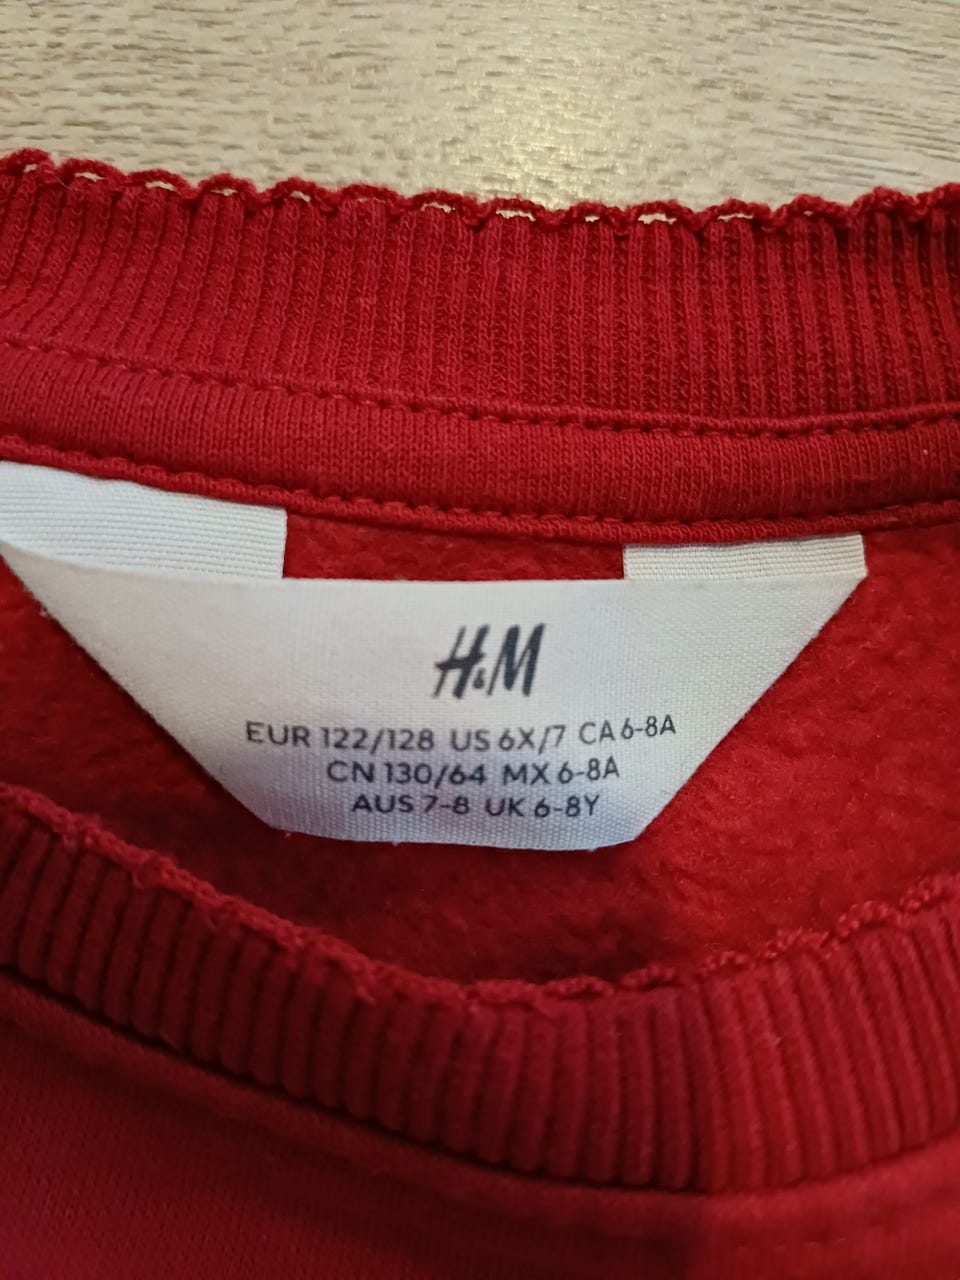 H&M
EUR 122/128 US 6X/7 CA 6-8A
CN 130/64 MX 6-8A
AUS 7-8 UK 6-8Y